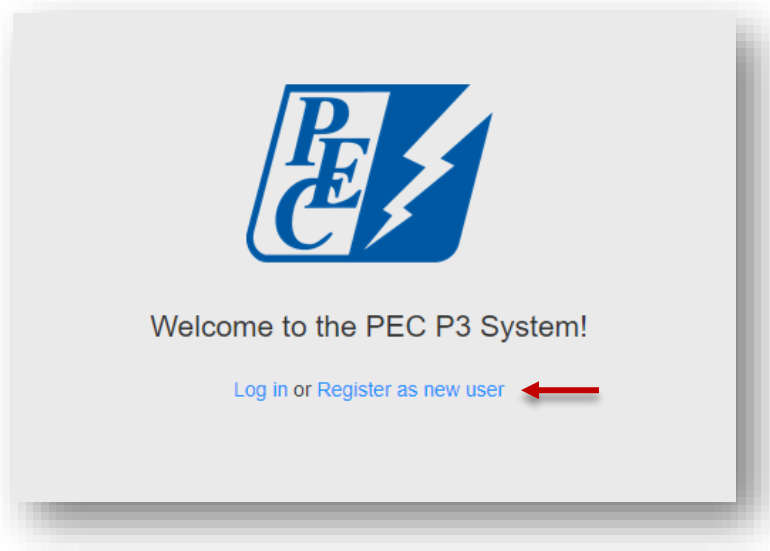 PEC
Welcome to the PEC P3 System!
Log in or Register as new user